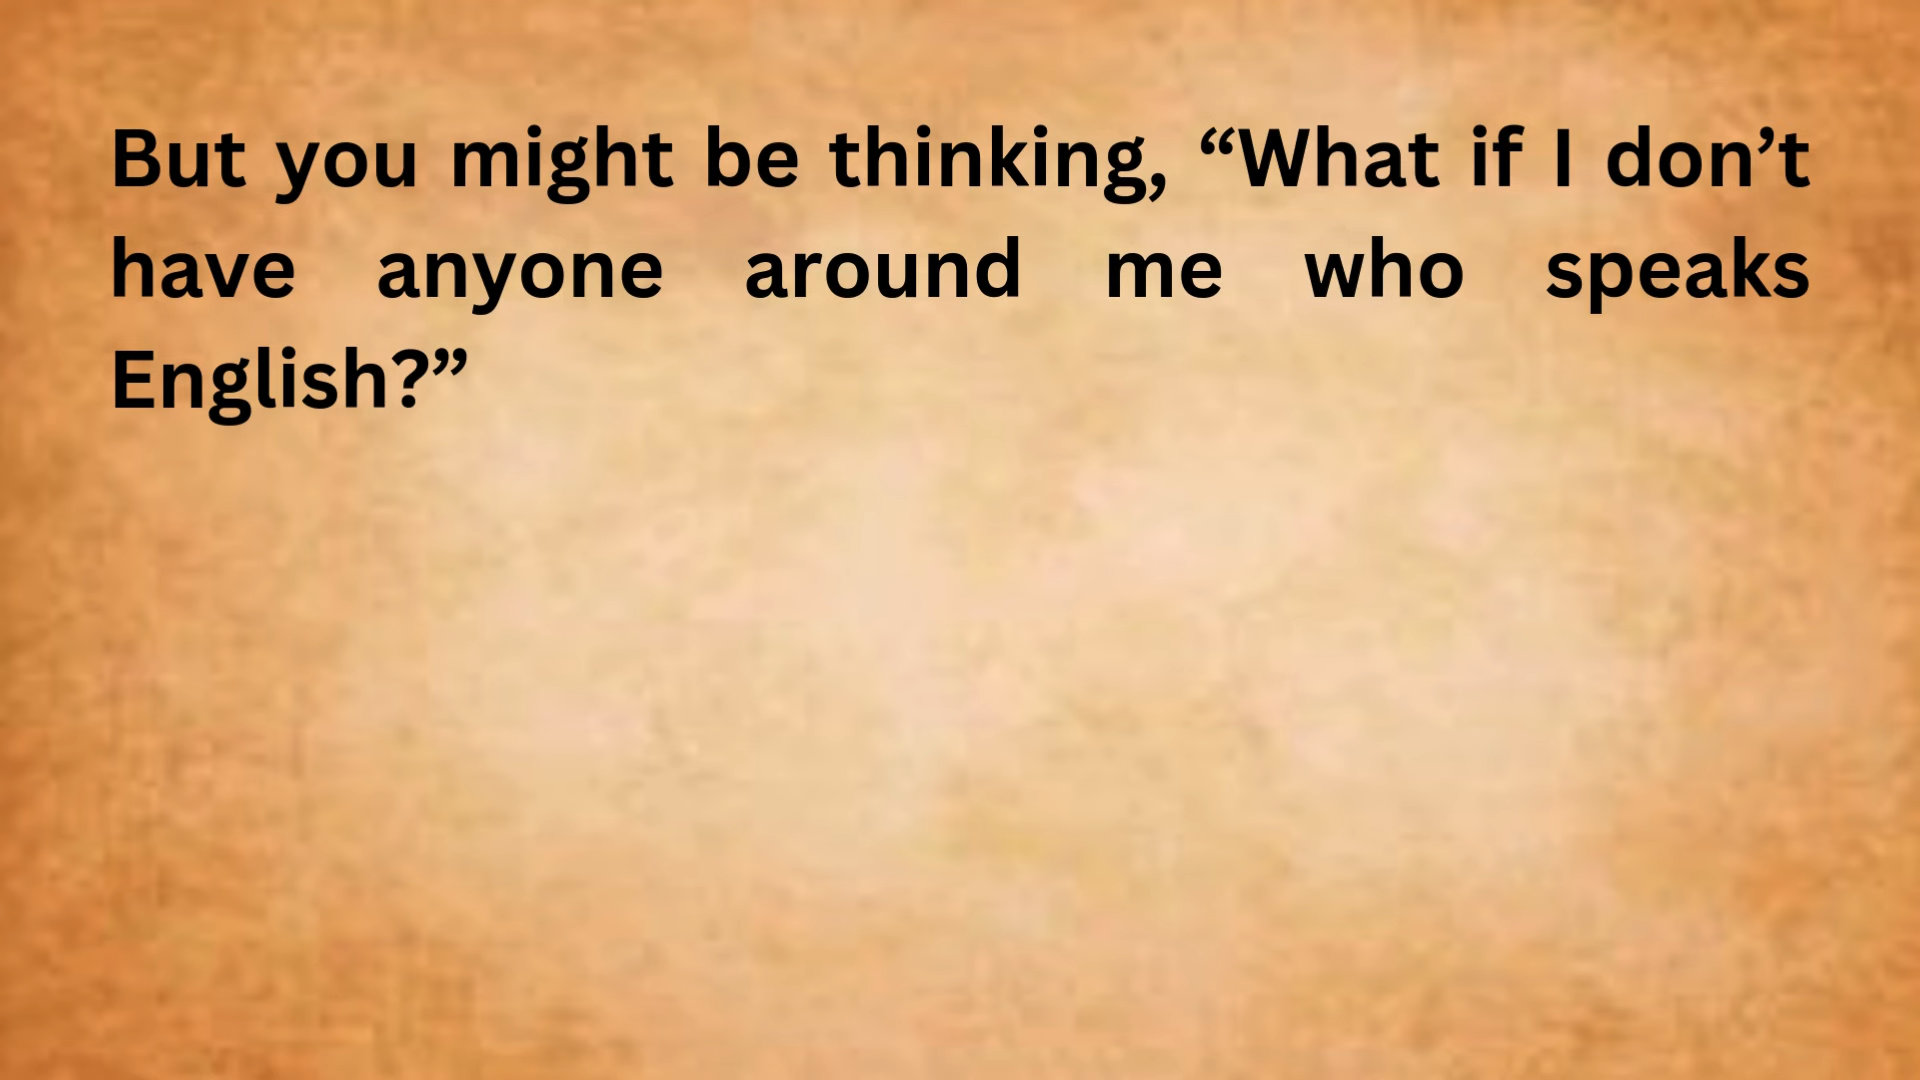 But you might be thinking, “What if I don’t
have anyone around me who speaks
English?”